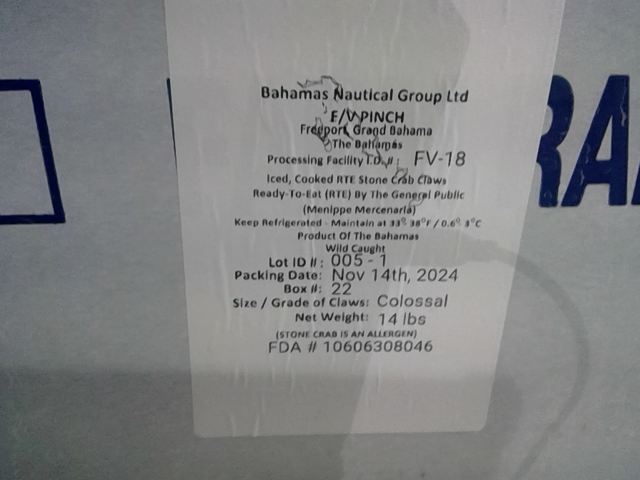 Bahamas Nautical Group Ltd
F/V PINCH
Freeport, Grand Bahama
The Bahamas
Processing Facility I.D. #: FV-18
Iced, Cooked RTE Stone Crab Claws
Ready-To-Eat (RTE) By The General Public
(Menippe Mercenaria)
Keep Refrigerated - Maintain at 33° 38°F / 0.6° 3°C
Product Of The Bahamas
Wild Caught
Lot ID #: 005 - 1
Packing Date: Nov 14th, 2024
Box #: 22
Size / Grade of Claws: Colossal
Net Weight: 14 lbs
(STONE CRAB IS AN ALLERGEN)
FDA # 10606308046